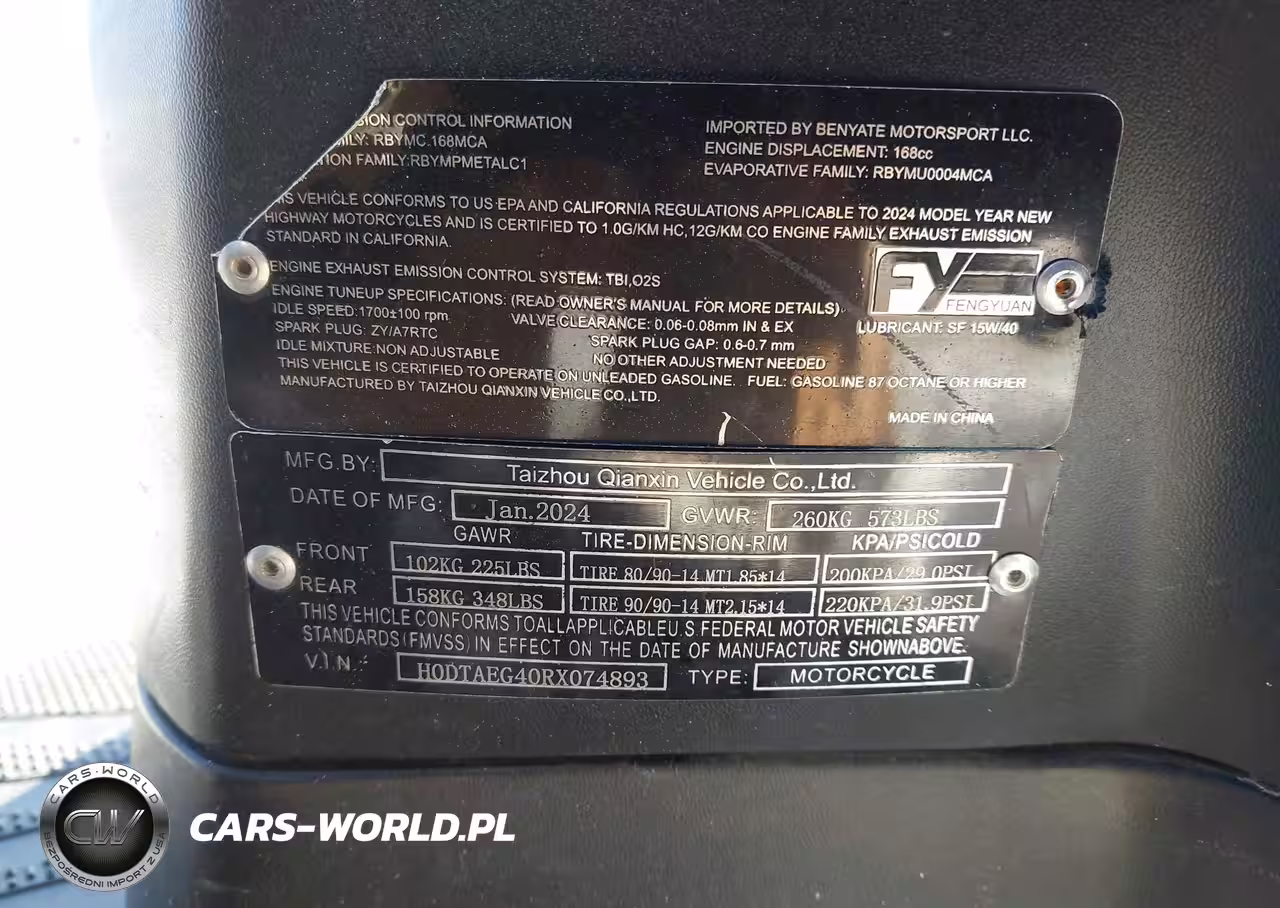 SION CONTROL INFORMATION
MILY: RBYMC.168MCA
TION FAMILY:RBYMPMETALC1
IMPORTED BY BENYATE MOTORSPORT LLC.
ENGINE DISPLACEMENT: 168cc
EVAPORATIVE FAMILY: RBYMU0004MCA
HIS VEHICLE CONFORMS TO US EPA AND CALIFORNIA REGULATIONS APPLICABLE TO 2024 MODEL YEAR NEW
HIGHWAY MOTORCYCLES AND IS CERTIFIED TO 1.0G/KM HC,12G/KM CO ENGINE FAMILY EXHAUST EMISSION
STANDARD IN CALIFORNIA.
ENGINE EXHAUST EMISSION CONTROL SYSTEM: TBI,O2S
ENGINE TUNEUP SPECIFICATIONS: (READ OWNER'S MANUAL FOR MORE DETAILS)
IDLE SPEED:1700±100 rpm VALVE CLEARANCE: 0.06-0.08mm IN & EX
SPARK PLUG: ZY/A7RTC SPARK PLUG GAP: 0.6-0.7 mm
IDLE MIXTURE:NON ADJUSTABLE NO OTHER ADJUSTMENT NEEDED
THIS VEHICLE IS CERTIFIED TO OPERATE ON UNLEADED GASOLINE. FUEL: GASOLINE 87 OCTANE OR HIGHER
MANUFACTURED BY TAIZHOU QIANXIN VEHICLE CO.,LTD.
FY
FENGYUAN
LUBRICANT: SF 15W/40
MADE IN CHINA
MFG.BY: Taizhou Qianxin Vehicle Co.,Ltd.
DATE OF MFG: Jan.2024 GVWR: 260KG 573LBS
GAWR TIRE-DIMENSION-RIM KPA/PSICOLD
FRONT 102KG 225LBS TIRE 80/90-14 MT1.85*14 200KPA/29.0PSI
REAR 158KG 348LBS TIRE 90/90-14 MT2.15*14 220KPA/31.9PSI
THIS VEHICLE CONFORMS TOALLAPPLICABLEU.S.FEDERAL MOTOR VEHICLE SAFETY
STANDARDS(FMVSS) IN EFFECT ON THE DATE OF MANUFACTURE SHOWNABOVE.
V.I.N.: H0DTAEG40RX074893 TYPE: MOTORCYCLE
CARS-WORLD
CW
BEZPOŚREDNI IMPORT Z USA
CARS-WORLD.PL